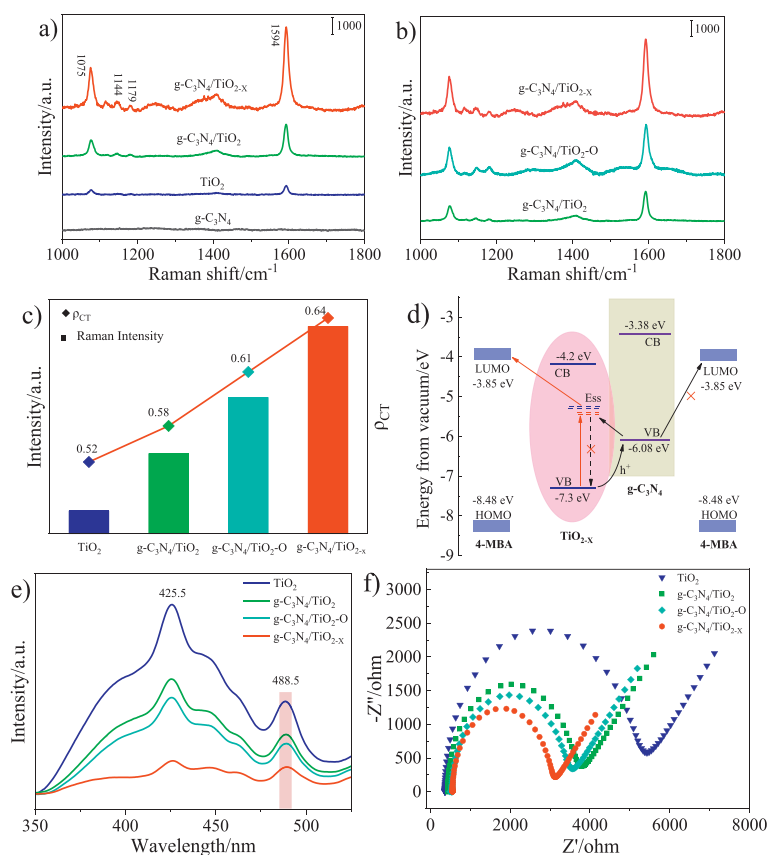 a)
1000
1075
1144
1179
1594
g-C₃N₄/TiO₂₋ₓ
g-C₃N₄/TiO₂
TiO₂
g-C₃N₄
Intensity/a.u.
1000 1200 1400 1600 1800
Raman shift/cm⁻¹
b)
1000
g-C₃N₄/TiO₂₋ₓ
g-C₃N₄/TiO₂-O
g-C₃N₄/TiO₂
Intensity/a.u.
1000 1200 1400 1600 1800
Raman shift/cm⁻¹
c)
ρCT
Raman Intensity
0.52
0.58
0.61
0.64
Intensity/a.u.
ρCT
TiO₂ g-C₃N₄/TiO₂ g-C₃N₄/TiO₂-O g-C₃N₄/TiO₂₋ₓ
d)
Energy from vacuum/eV
-3
-4
-5
-6
-7
-8
-9
LUMO
-3.85 eV
-4.2 eV
CB
-3.38 eV
CB
LUMO
-3.85 eV
Ess
VB
-6.08 eV
h⁺
VB
-7.3 eV
g-C₃N₄
-8.48 eV
HOMO
4-MBA
TiO₂₋ₓ
-8.48 eV
HOMO
4-MBA
e)
425.5
488.5
TiO₂
g-C₃N₄/TiO₂
g-C₃N₄/TiO₂-O
g-C₃N₄/TiO₂₋ₓ
Intensity/a.u.
350 400 450 500
Wavelength/nm
f)
TiO₂
g-C₃N₄/TiO₂
g-C₃N₄/TiO₂-O
g-C₃N₄/TiO₂₋ₓ
-Z''/ohm
3000
2500
2000
1500
1000
500
0
0 2000 4000 6000 8000
Z'/ohm